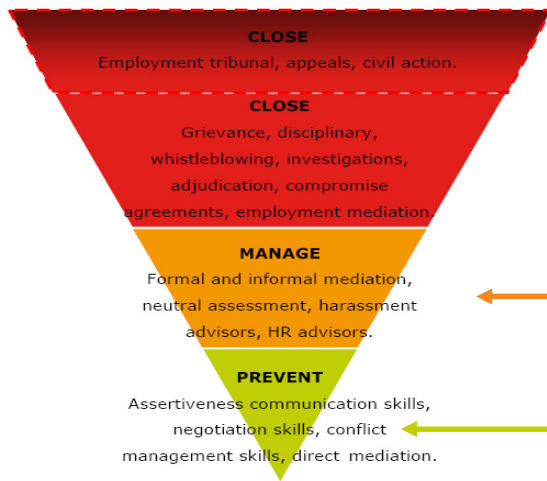 CLOSE
Employment tribunal, appeals, civil action.
CLOSE
Grievance, disciplinary,
whistleblowing, investigations,
adjudication, compromise
agreements, employment mediation.
MANAGE
Formal and informal mediation,
neutral assessment, harassment
advisors, HR advisors.
PREVENT
Assertiveness communication skills,
negotiation skills, conflict
management skills, direct mediation.